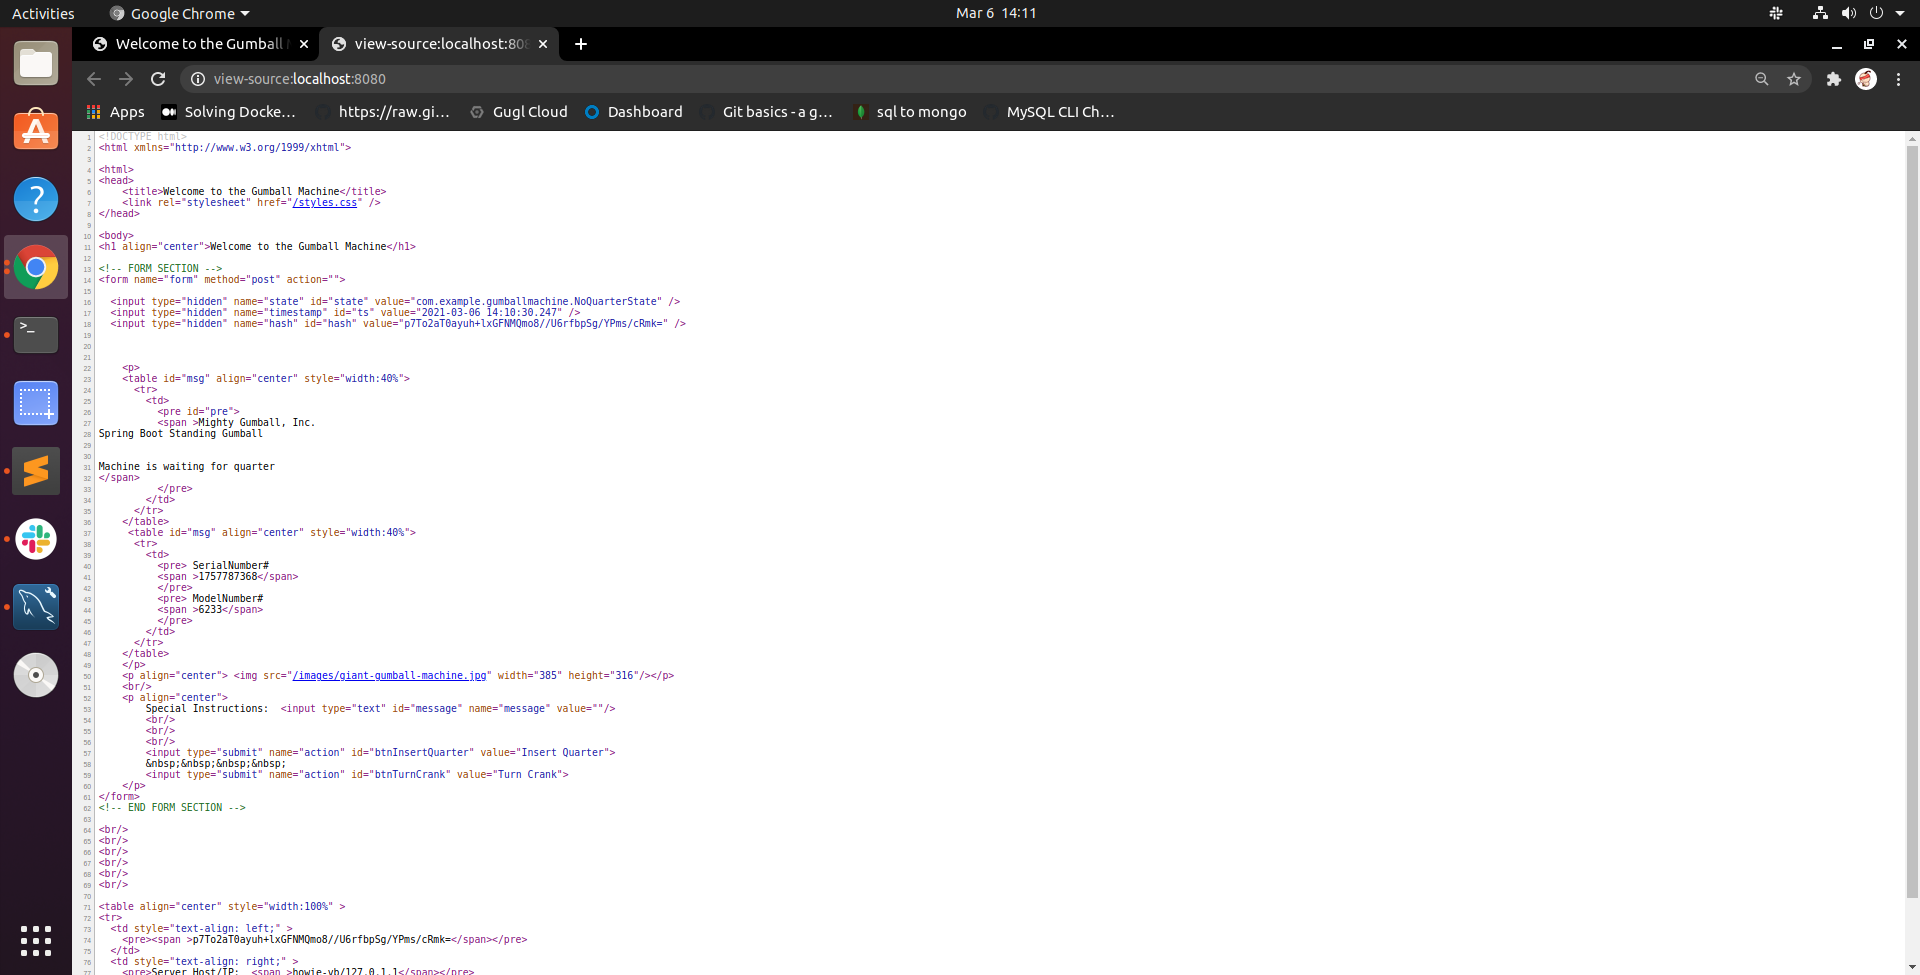 Activities
Google Chrome
Mar 6 14:11
Welcome to the Gumball
view-source:localhost:808
view-source:localhost:8080
Apps
Solving Docke...
https://raw.gi...
Gugl Cloud
Dashboard
Git basics - a g...
sql to mongo
MySQL CLI Ch...
1 <!DOCTYPE html>
2 <html xmlns="http://www.w3.org/1999/xhtml">
3
4 <html>
5 <head>
6     <title>Welcome to the Gumball Machine</title>
7     <link rel="stylesheet" href="/styles.css" />
8 </head>
9
10 <body>
11 <h1 align="center">Welcome to the Gumball Machine</h1>
12
13 <!-- FORM SECTION -->
14 <form name="form" method="post" action="">
15
16   <input type="hidden" name="state" id="state" value="com.example.gumballmachine.NoQuarterState" />
17   <input type="hidden" name="timestamp" id="ts" value="2021-03-06 14:10:30.247" />
18   <input type="hidden" name="hash" id="hash" value="p7To2aT0ayuh+lxGFNMQmo8//U6rfbpSg/YPms/cRmk=" />
19
20
21
22     <p>
23     <table id="msg" align="center" style="width:40%">
24       <tr>
25         <td>
26           <pre id="pre">
27           <span >Mighty Gumball, Inc.
28 Spring Boot Standing Gumball
29
30
31 Machine is waiting for quarter
32 </span>
33           </pre>
34         </td>
35       </tr>
36     </table>
37      <table id="msg" align="center" style="width:40%">
38       <tr>
39         <td>
40           <pre> SerialNumber#
41           <span >1757787368</span>
42           </pre>
43           <pre> ModelNumber#
44           <span >6233</span>
45           </pre>
46         </td>
47       </tr>
48     </table>
49     </p>
50     <p align="center"> <img src="/images/giant-gumball-machine.jpg" width="385" height="316"/></p>
51     <br/>
52     <p align="center">
53         Special Instructions:  <input type="text" id="message" name="message" value=""/>
54         <br/>
55         <br/>
56         <br/>
57         <input type="submit" name="action" id="btnInsertQuarter" value="Insert Quarter">
58         &nbsp;&nbsp;&nbsp;&nbsp;
59         <input type="submit" name="action" id="btnTurnCrank" value="Turn Crank">
60     </p>
61 </form>
62 <!-- END FORM SECTION -->
63
64 <br/>
65 <br/>
66 <br/>
67 <br/>
68 <br/>
69 <br/>
70
71 <table align="center" style="width:100%" >
72 <tr>
73   <td style="text-align: left;" >
74     <pre><span >p7To2aT0ayuh+lxGFNMQmo8//U6rfbpSg/YPms/cRmk=</span></pre>
75   </td>
76   <td style="text-align: right;" >
77     <pre>Server Host/IP:  <span >howie-vb/127.0.1.1</span></pre>